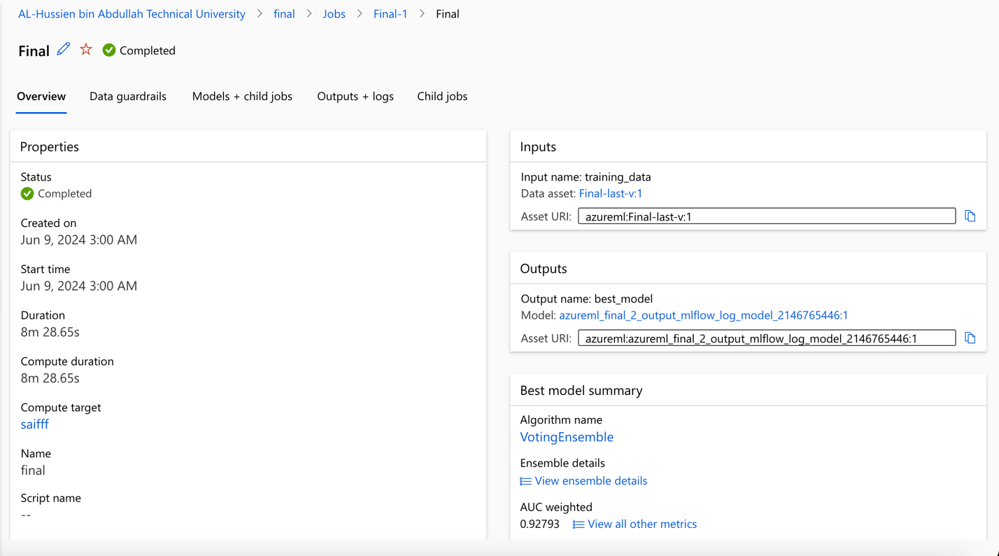 AL-Hussien bin Abdullah Technical University > final > Jobs > Final-1 > Final
Final Completed
Overview Data guardrails Models + child jobs Outputs + logs Child jobs
Properties
Status
Completed
Created on
Jun 9, 2024 3:00 AM
Start time
Jun 9, 2024 3:00 AM
Duration
8m 28.65s
Compute duration
8m 28.65s
Compute target
saifff
Name
final
Script name
--
Inputs
Input name: training_data
Data asset: Final-last-v:1
Asset URI: azureml:Final-last-v:1
Outputs
Output name: best_model
Model: azureml_final_2_output_mlflow_log_model_2146765446:1
Asset URI: azureml:azureml_final_2_output_mlflow_log_model_2146765446:1
Best model summary
Algorithm name
VotingEnsemble
Ensemble details
View ensemble details
AUC weighted
0.92793 View all other metrics